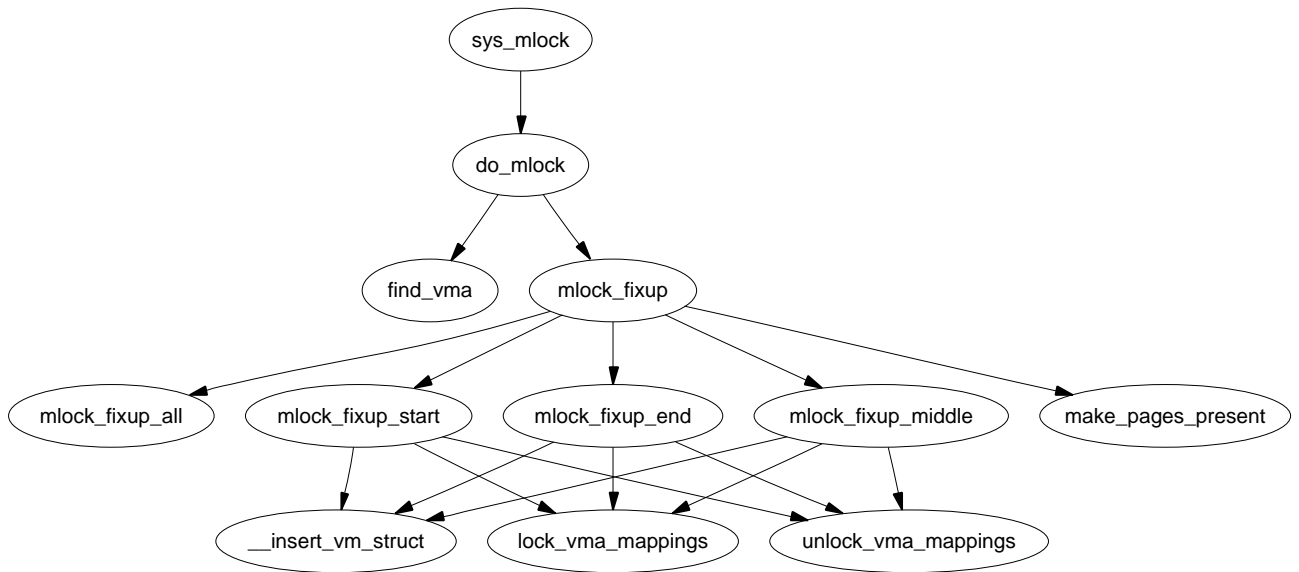 sys_mlock
do_mlock
find_vma
mlock_fixup
mlock_fixup_all
mlock_fixup_start
mlock_fixup_end
mlock_fixup_middle
make_pages_present
__insert_vm_struct
lock_vma_mappings
unlock_vma_mappings